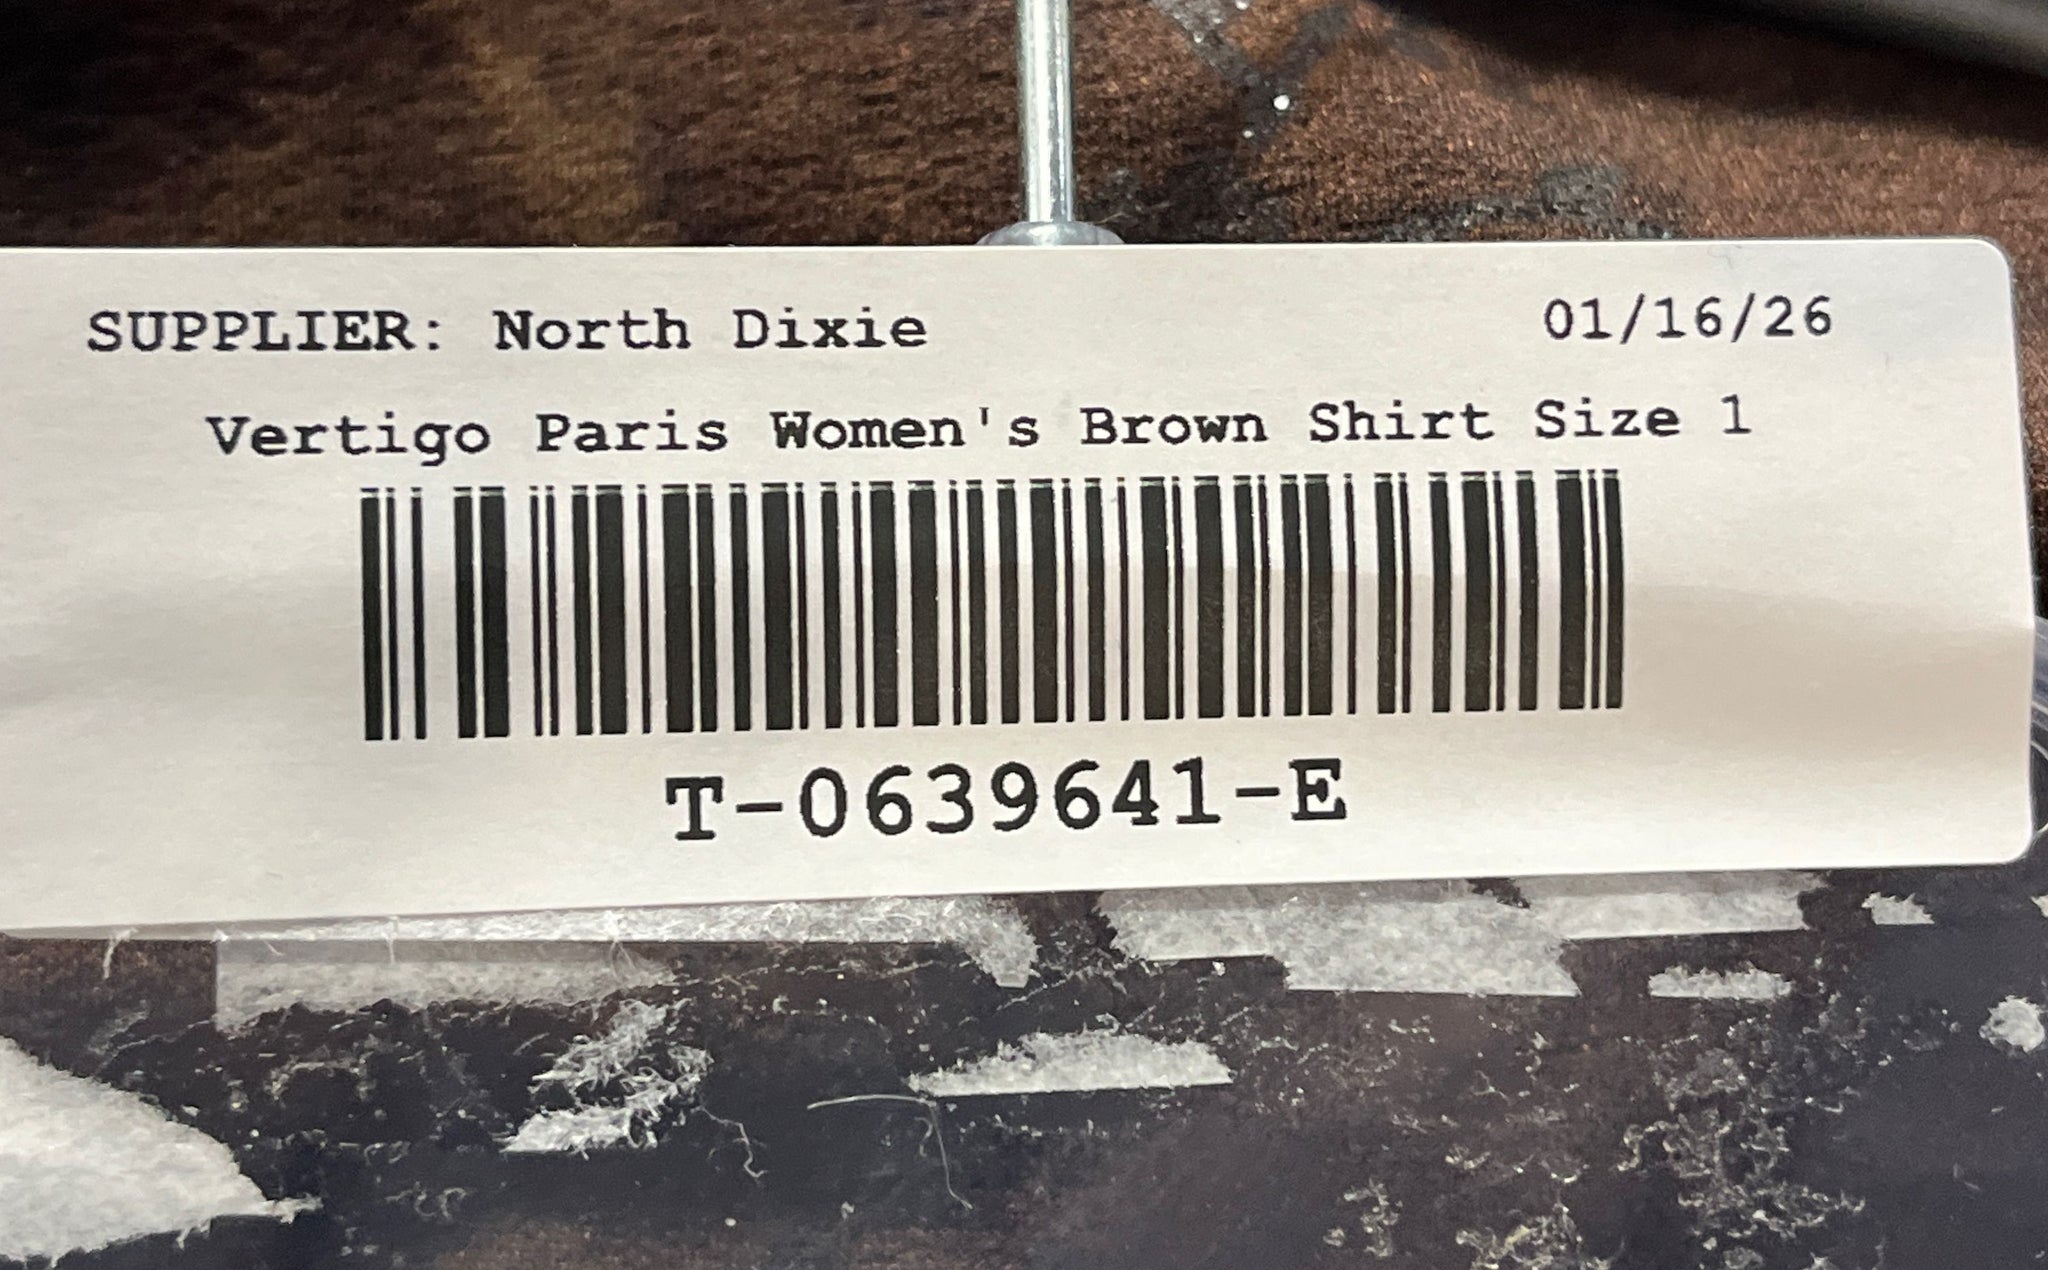 SUPPLIER: North Dixie 01/16/26
Vertigo Paris Women's Brown Shirt Size 1
T-0639641-E